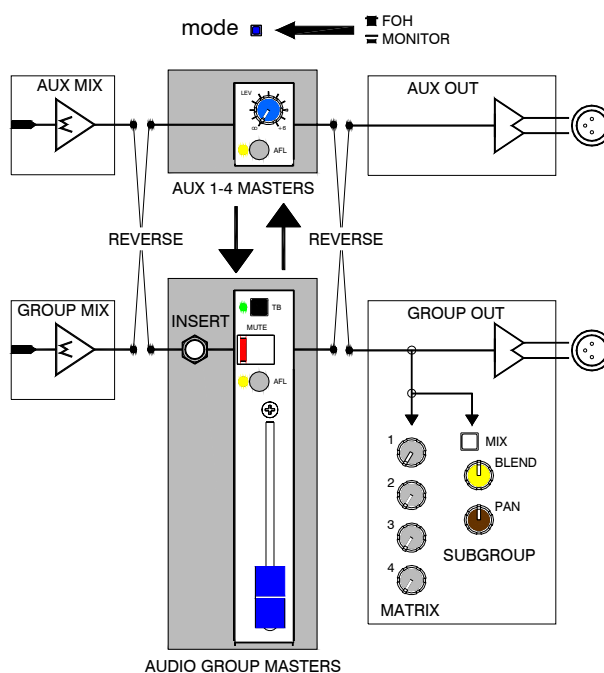 mode
FOH
MONITOR
AUX MIX
LEV
∞
+6
AFL
AUX OUT
AUX 1-4 MASTERS
REVERSE
REVERSE
GROUP MIX
INSERT
TB
MUTE
AFL
GROUP OUT
1
2
3
4
MIX
BLEND
PAN
SUBGROUP
MATRIX
AUDIO GROUP MASTERS